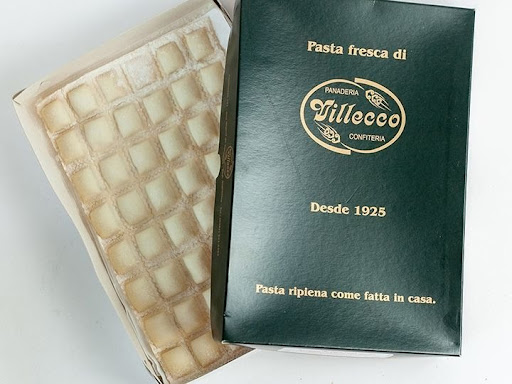 Pasta fresca di
PANADERIA
Villecco
CONFITERIA
Desde 1925
Pasta ripiena come fatta in casa.